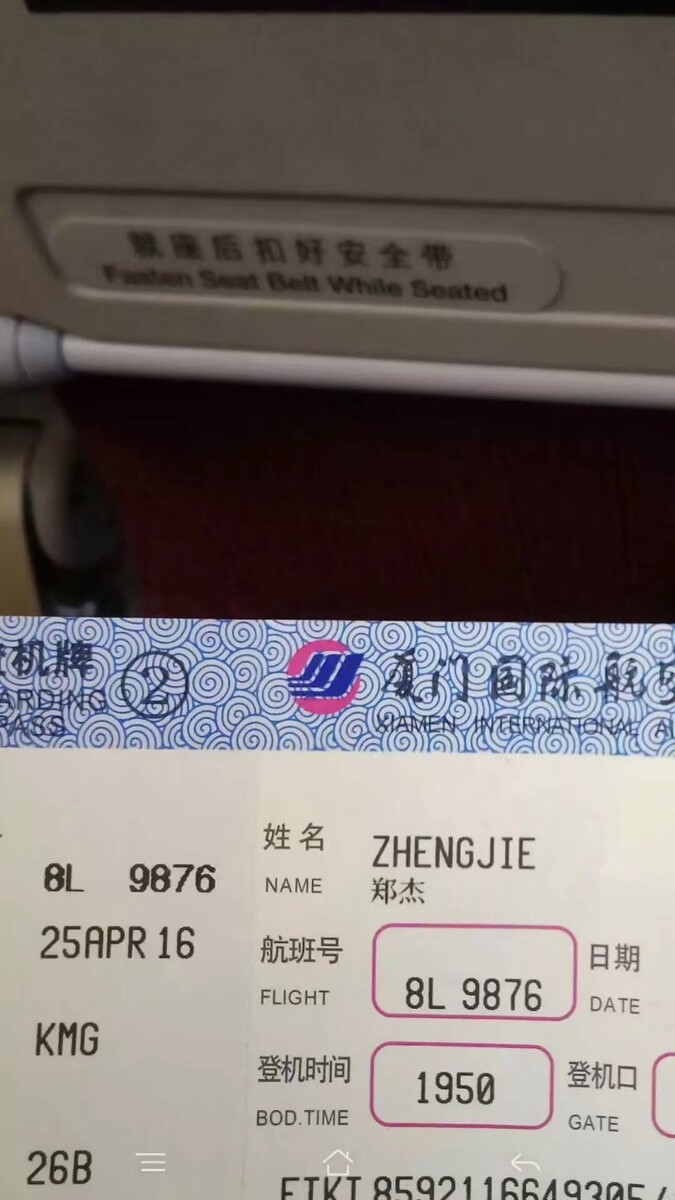 就座后扣好安全带
Fasten Seat Belt While Seated
机牌 ② 厦门国际航
ARDING
PASS XIAMEN INTERNATIONAL
姓名 ZHENGJIE
NAME 郑杰
8L 9876
25APR16
航班号 8L 9876 日期
FLIGHT DATE
KMG
登机时间 1950 登机口
BOD.TIME GATE
26B